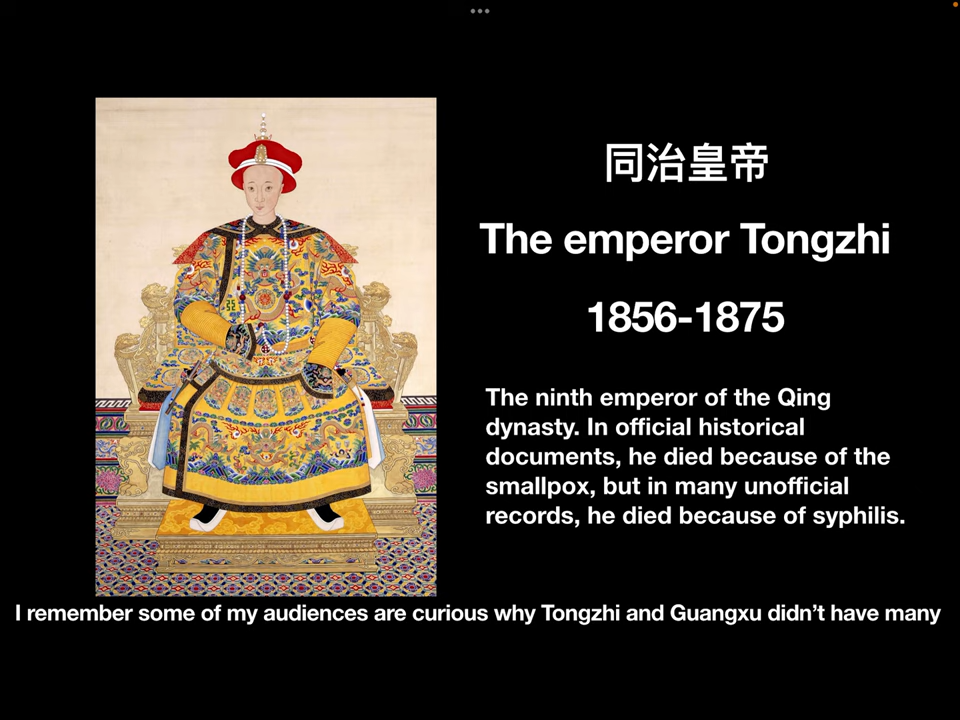 同治皇帝
The emperor Tongzhi
1856-1875
The ninth emperor of the Qing
dynasty. In official historical
documents, he died because of the
smallpox, but in many unofficial
records, he died because of syphilis.
I remember some of my audiences are curious why Tongzhi and Guangxu didn’t have many